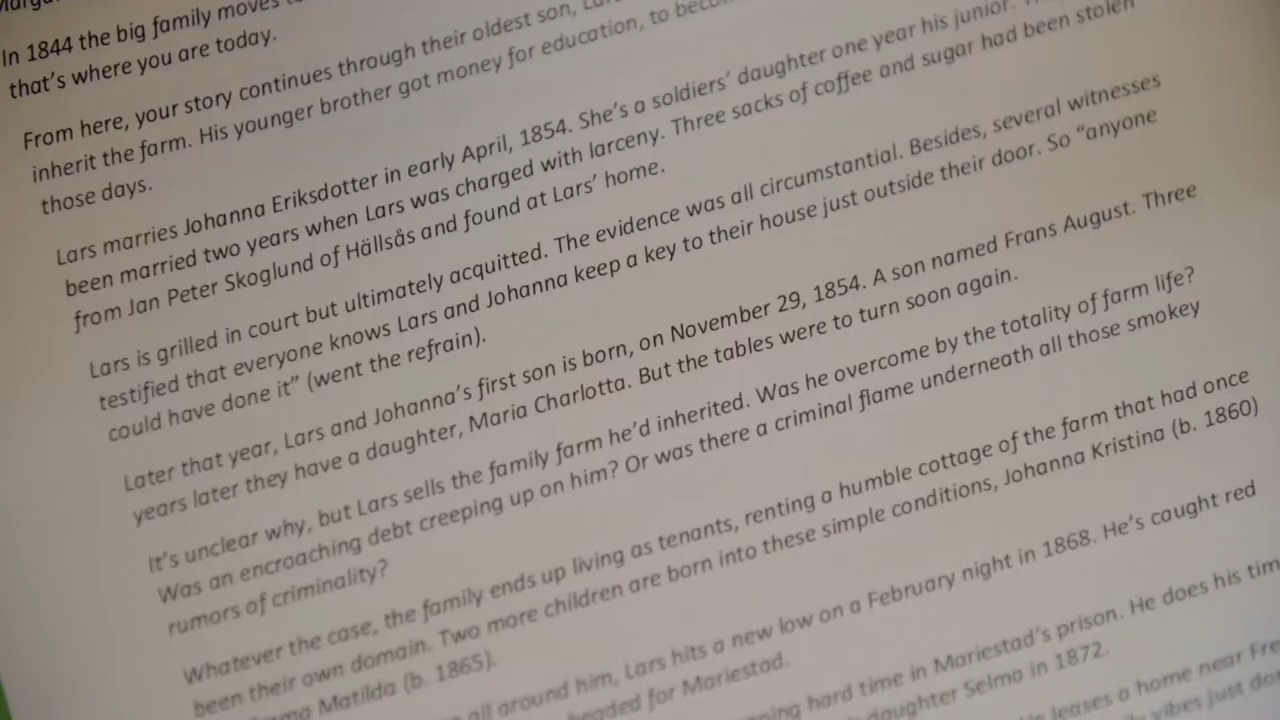 In 1844 the big family moves
that's where you are today.
From here, your story continues through their oldest son,
inherit the farm. His younger brother got money for education, to
those days.
Lars marries Johanna Eriksdotter in early April, 1854. She's a soldiers' daughter one year his junior.
been married two years when Lars was charged with larceny. Three sacks of coffee and sugar had been stolen
from Jan Peter Skoglund of Hällsås and found at Lars' home.
Lars is grilled in court but ultimately acquitted. The evidence was all circumstantial. Besides, several witnesses
testified that everyone knows Lars and Johanna keep a key to their house just outside their door. So "anyone
could have done it" (went the refrain).
Later that year, Lars and Johanna's first son is born, on November 29, 1854. A son named Frans August. Three
years later they have a daughter, Maria Charlotta. But the tables were to turn soon again.
It's unclear why, but Lars sells the family farm he'd inherited. Was he overcome by the totality of farm life?
Was an encroaching debt creeping up on him? Or was there a criminal flame underneath all those smokey
rumors of criminality?
Whatever the case, the family ends up living as tenants, renting a humble cottage of the farm that had once
been their own domain. Two more children are born into these simple conditions, Johanna Kristina (b. 1860)
Matilda (b. 1865).
all around him, Lars hits a new low on a February night in 1868. He's caught red
headed for Mariestad.
hard time in Mariestad's prison. He does his
daughter Selma in 1872.
leases a home near
vibes just